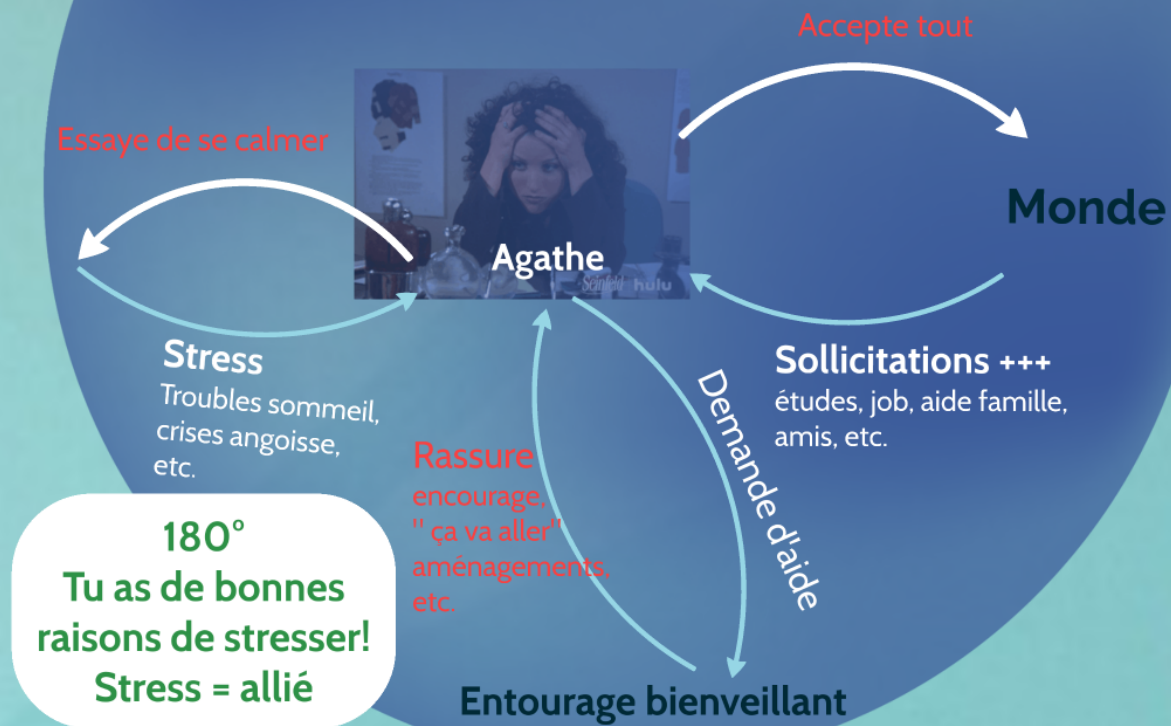 Accepte tout
Essaye de se calmer
Monde
Agathe
Seinfeld hulu
Stress
Troubles sommeil,
crises angoisse,
etc.
Sollicitations +++
études, job, aide famille,
amis, etc.
Rassure
encourage,
" ça va aller"
aménagements,
etc.
Demande d'aide
180°
Tu as de bonnes
raisons de stresser!
Stress = allié
Entourage bienveillant